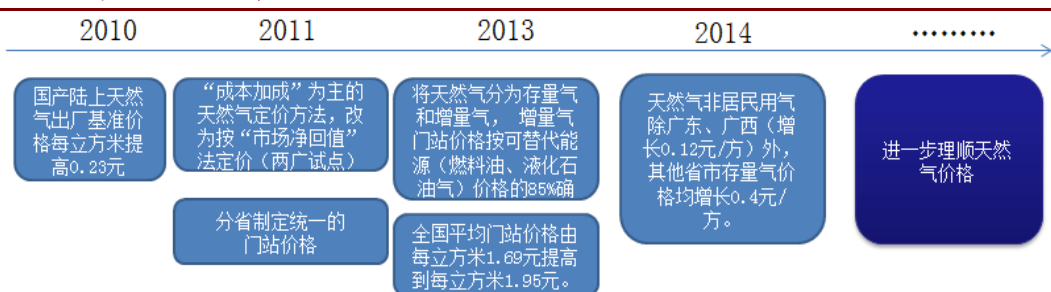 2010
2011
2013
2014
………
国产陆上天然
气出厂基准价
格每立方米提
高0.23元
“成本加成”为主的
天然气定价方法，改
为按“市场净回值”
法定价（两广试点）
分省制定统一的
门站价格
将天然气分为存量气
和增量气， 增量气
门站价格按可替代能
源（燃料油、液化石
油气）价格的85%确
全国平均门站价格由
每立方米1.69元提高
到每立方米1.95元。
天然气非居民用气
除广东、广西（增
长0.12元/方）外，
其他省市存量气价
格均增长0.4元/
方。
进一步理顺天然
气价格